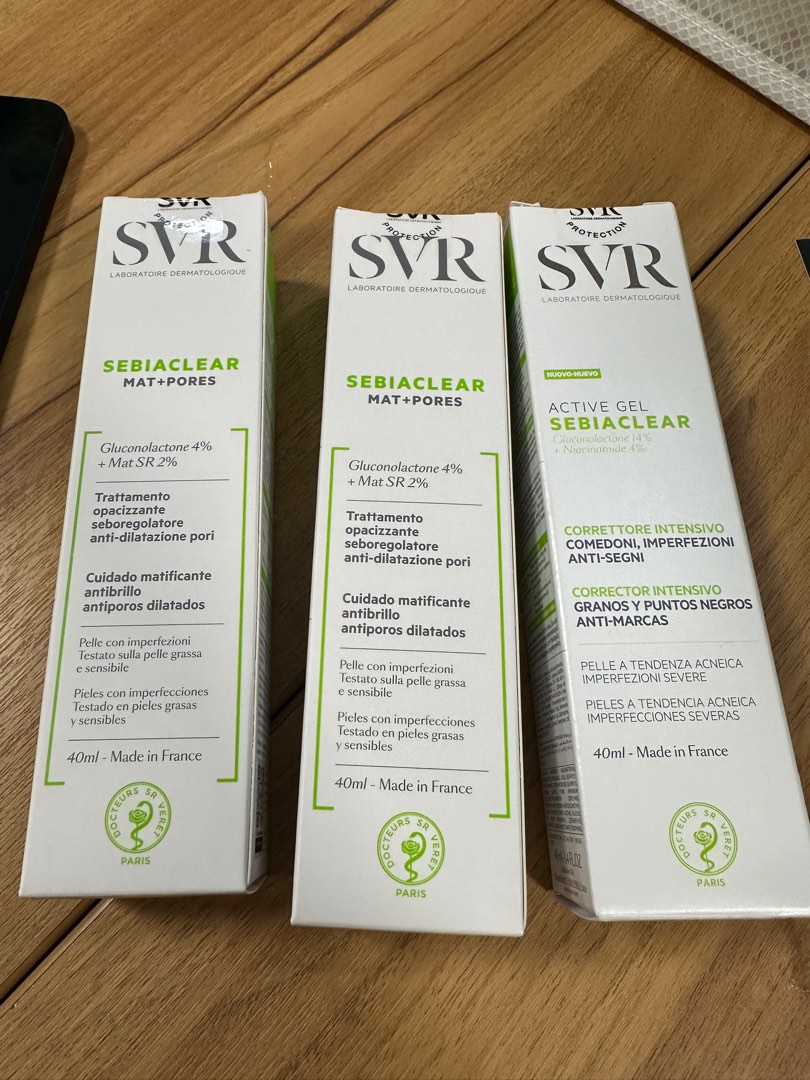 SVR
PROTECTION
SVR
LABORATOIRE DERMATOLOGIQUE
SEBIACLEAR
MAT+PORES
Gluconolactone 4%
+ Mat SR 2%
Trattamento
opacizzante
seboregolatore
anti-dilatazione pori
Cuidado matificante
antibrillo
antiporos dilatados
Pelle con imperfezioni
Testato sulla pelle grassa
e sensibile
Pieles con imperfecciones
Testado en pieles grasas
y sensibles
40ml - Made in France
DOCTEURS SR VERET
PARIS
SVR
PROTECTION
SVR
LABORATOIRE DERMATOLOGIQUE
SEBIACLEAR
MAT+PORES
Gluconolactone 4%
+ Mat SR 2%
Trattamento
opacizzante
seboregolatore
anti-dilatazione pori
Cuidado matificante
antibrillo
antiporos dilatados
Pelle con imperfezioni
Testato sulla pelle grassa
e sensibile
Pieles con imperfecciones
Testado en pieles grasas
y sensibles
40ml - Made in France
DOCTEURS SR VERET
PARIS
SVR
LABORATOIRE DERMATOLOGIQUE
PROTECTION
SVR
LABORATOIRE DERMATOLOGIQUE
NUOVO-NUEVO
ACTIVE GEL
SEBIACLEAR
Gluconolactone 14%
+ Niacinamide 4%
CORRETTORE INTENSIVO
COMEDONI, IMPERFEZIONI
ANTI-SEGNI
CORRECTOR INTENSIVO
GRANOS Y PUNTOS NEGROS
ANTI-MARCAS
PELLE A TENDENZA ACNEICA
IMPERFEZIONI SEVERE
PIELES A TENDENCIA ACNEICA
IMPERFECCIONES SEVERAS
40ml - Made in France
DOCTEURS SR VERET
PARIS